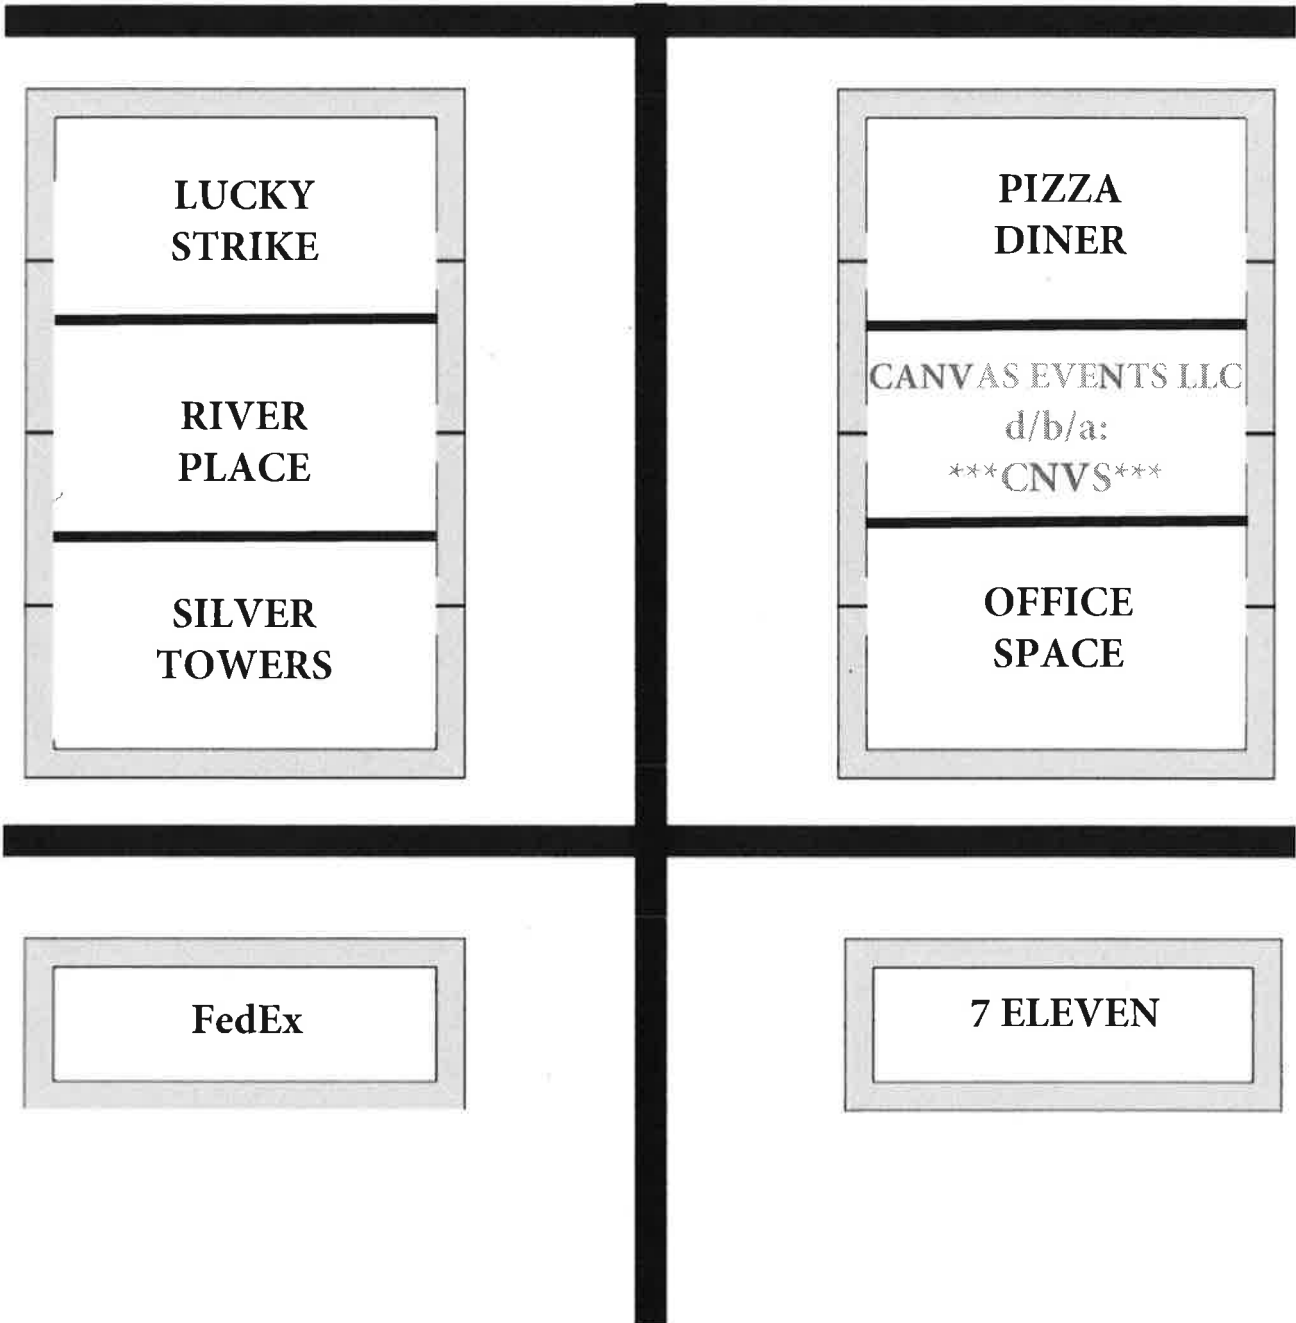 LUCKY
STRIKE
RIVER
PLACE
SILVER
TOWERS
PIZZA
DINER
CANVAS EVENTS LLC
d/b/a:
***CNVS***
OFFICE
SPACE
FedEx
7 ELEVEN